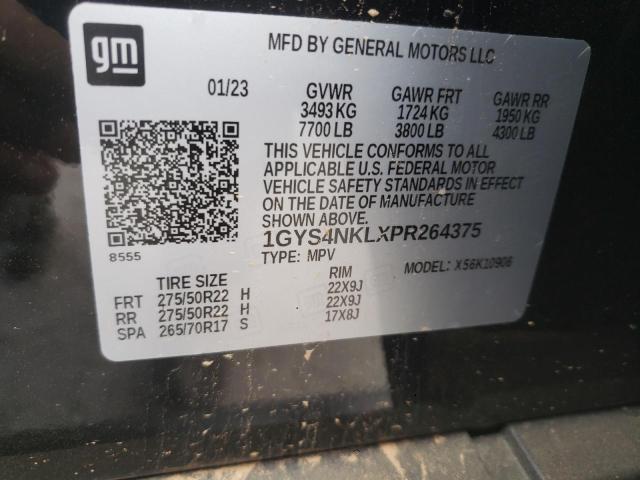 gm
MFD BY GENERAL MOTORS LLC
01/23 GVWR GAWR FRT GAWR RR
3493 KG 1724 KG 1950 KG
7700 LB 3800 LB 4300 LB
THIS VEHICLE CONFORMS TO ALL
APPLICABLE U.S. FEDERAL MOTOR
VEHICLE SAFETY STANDARDS IN EFFECT
ON THE DATE OF MANUFACTURE
SHOWN ABOVE.
1GYS4NKLXPR264375
8555
TYPE: MPV MODEL: X56K10906
TIRE SIZE RIM
FRT 275/50R22 H 22X9J
RR 275/50R22 H 22X9J
SPA 265/70R17 S 17X8J